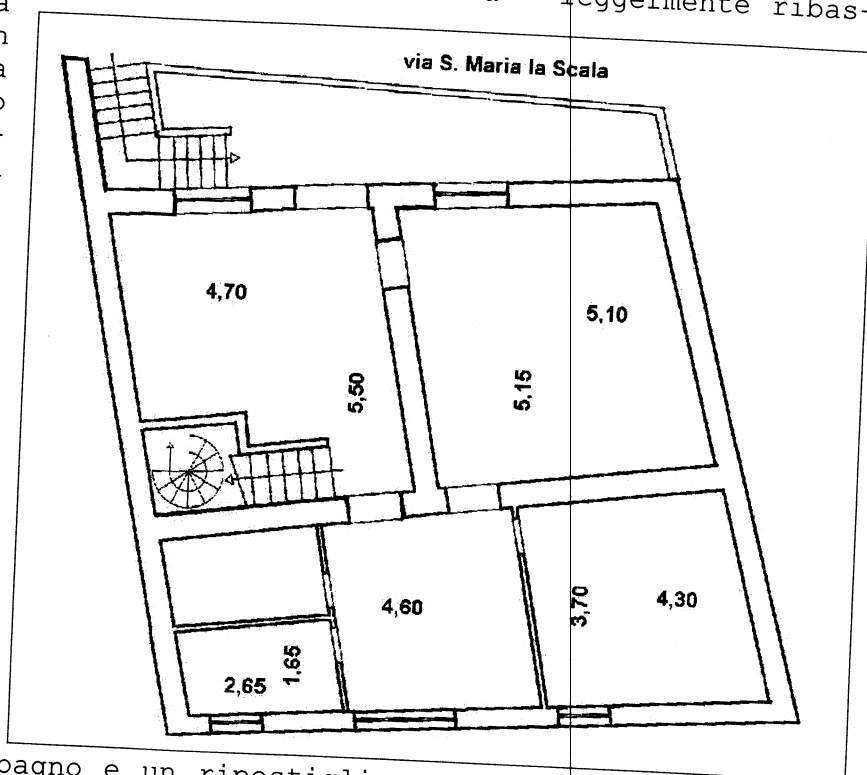 a leggermente ribas-
n
a
o
via S. Maria la Scala
4,70
5,10
5,50
5,15
4,60
3,70
4,30
1,65
2,65
bagno e un